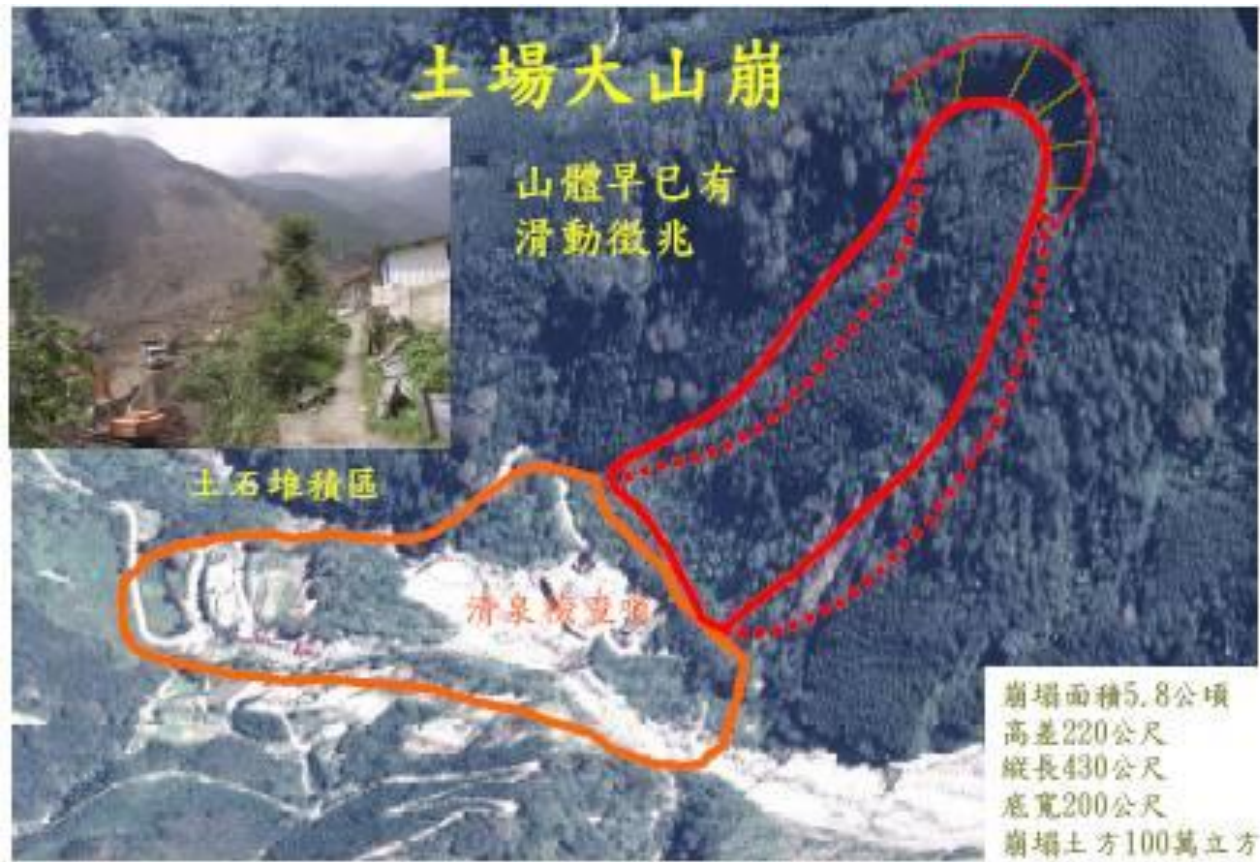 土場大山崩
山體早已有
滑動徵兆
土石堆積區
清泉
崩塌面積5.8公頃
高差220公尺
縱長430公尺
底寬200公尺
崩塌土方100萬立方